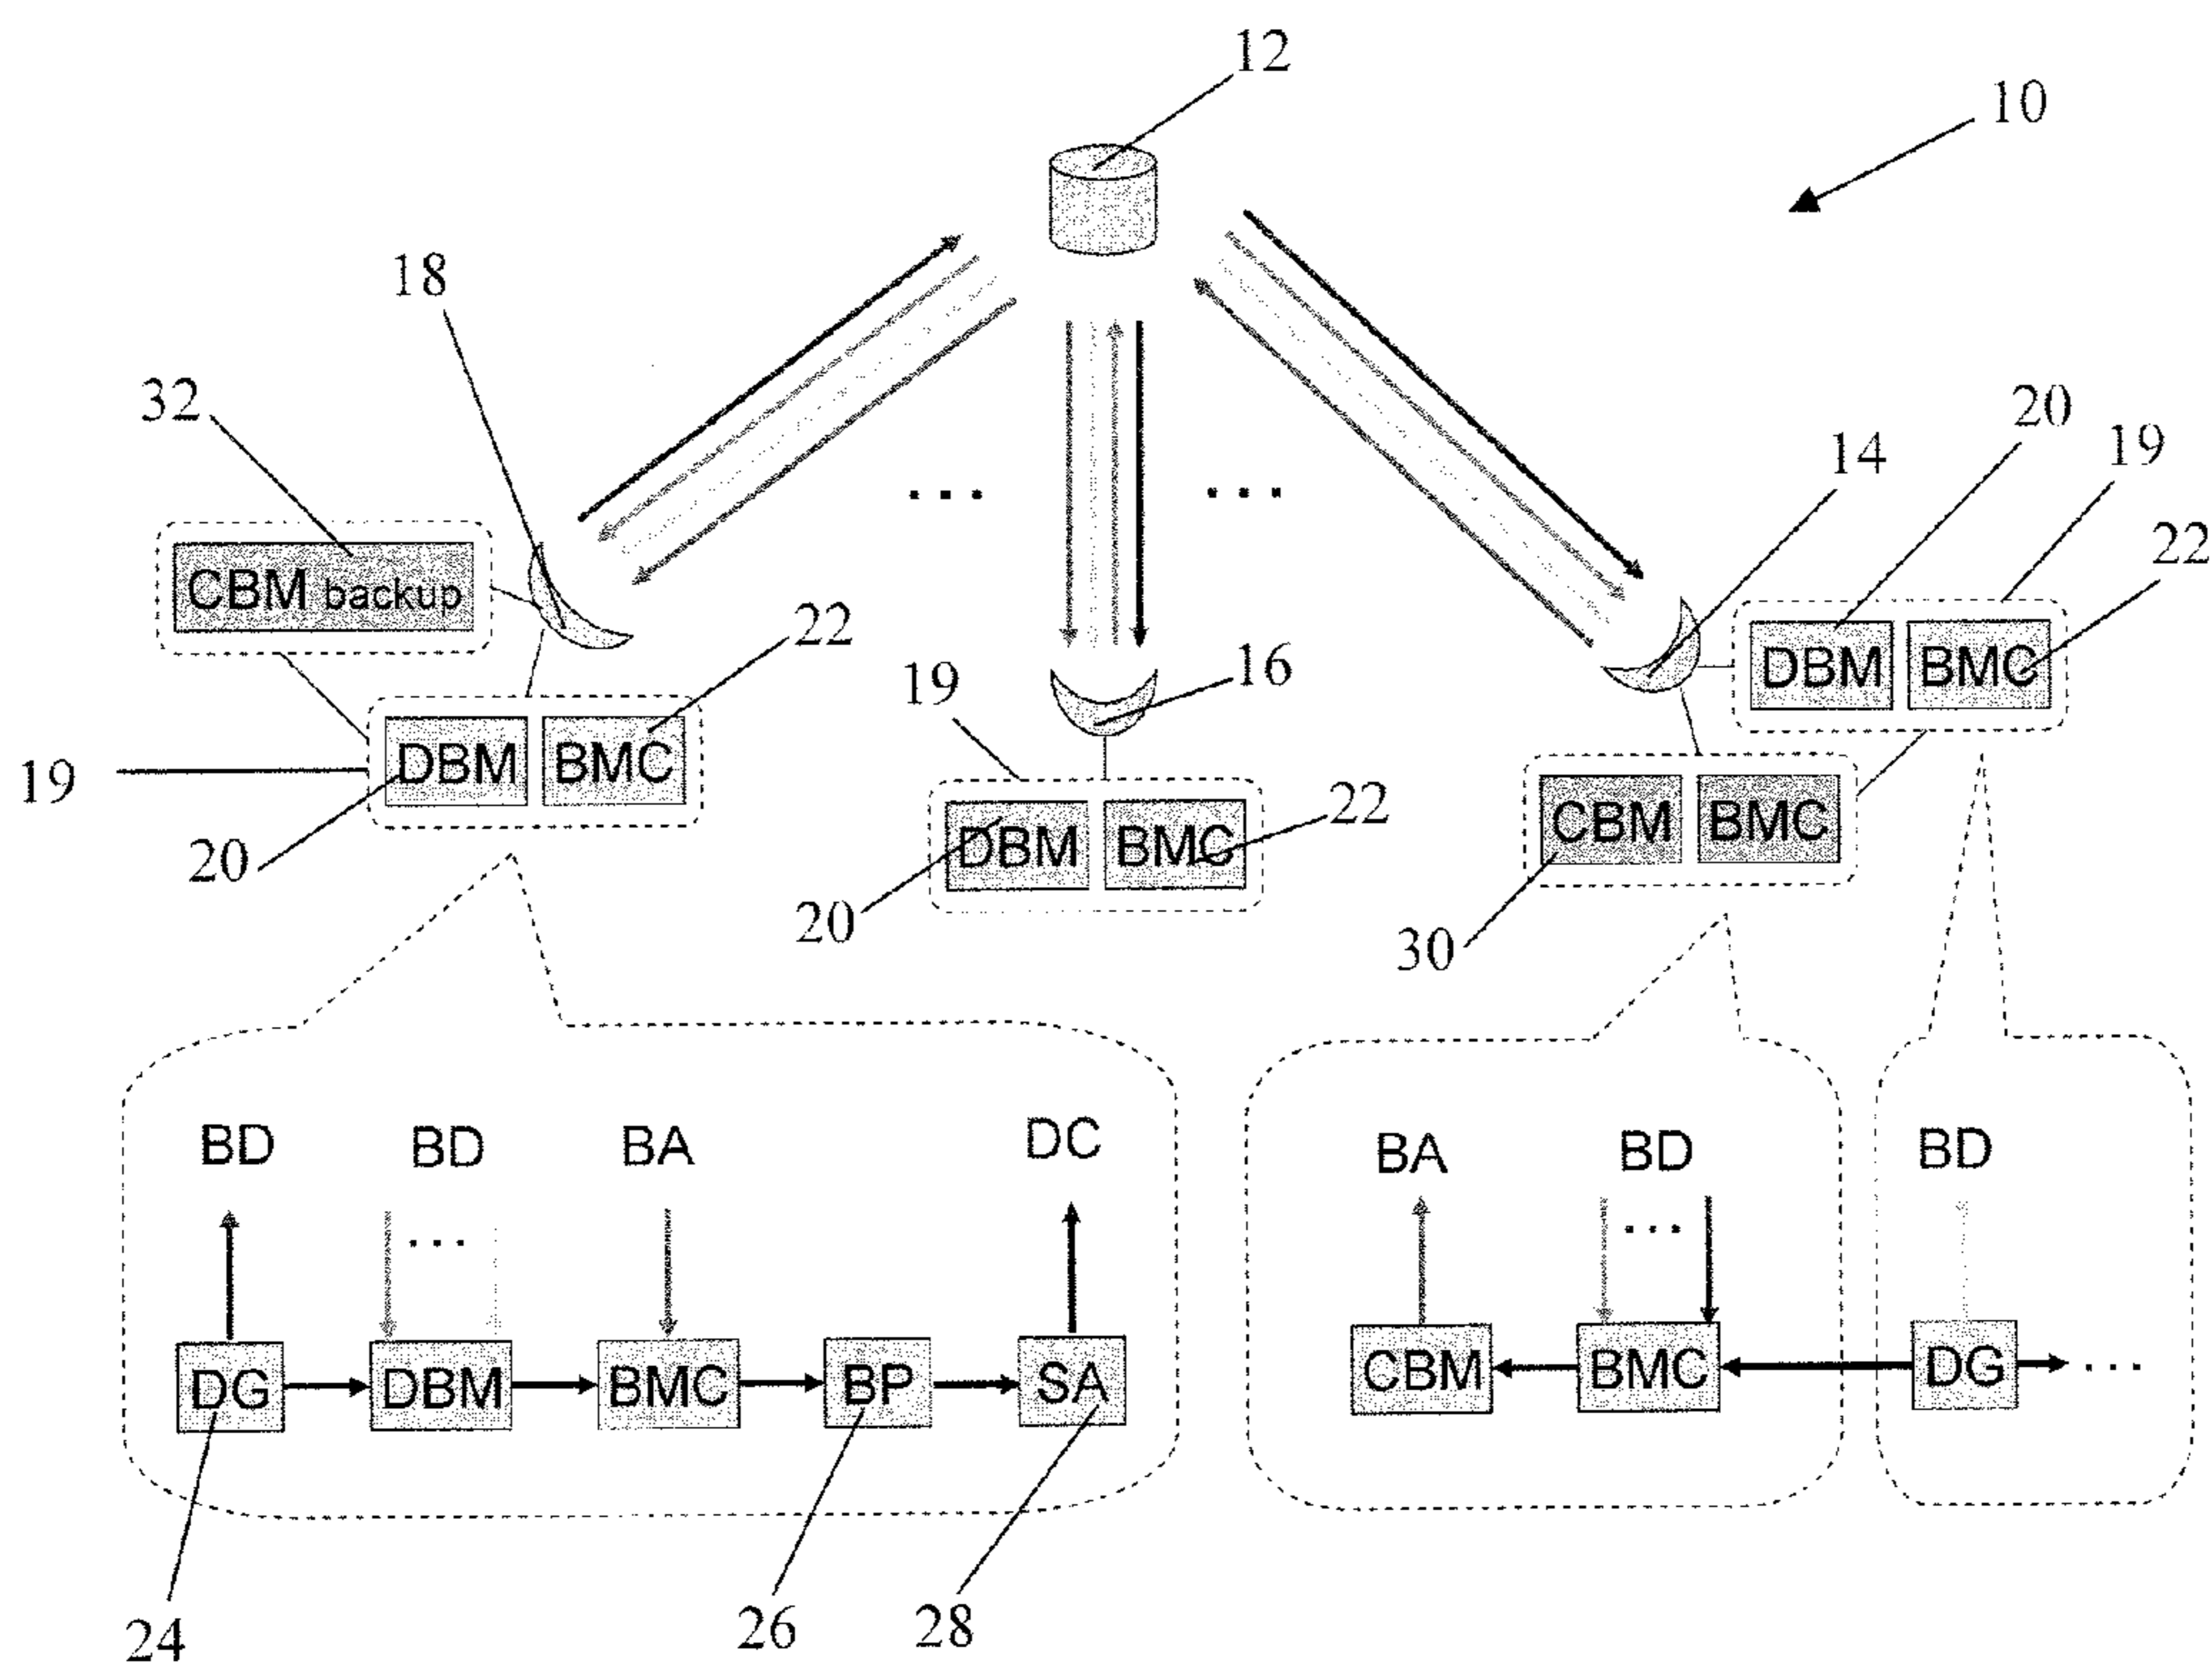 12
10
18
32
20
19
14
22
CBM backup
22
DBM BMC
19
16
DBM BMC
19
20
DBM BMC
22
CBM BMC
20
30
BD BD BA DC
BA BD BD
...
...
...
...
DG DBM BMC BP SA
CBM BMC DG ...
24 26 28